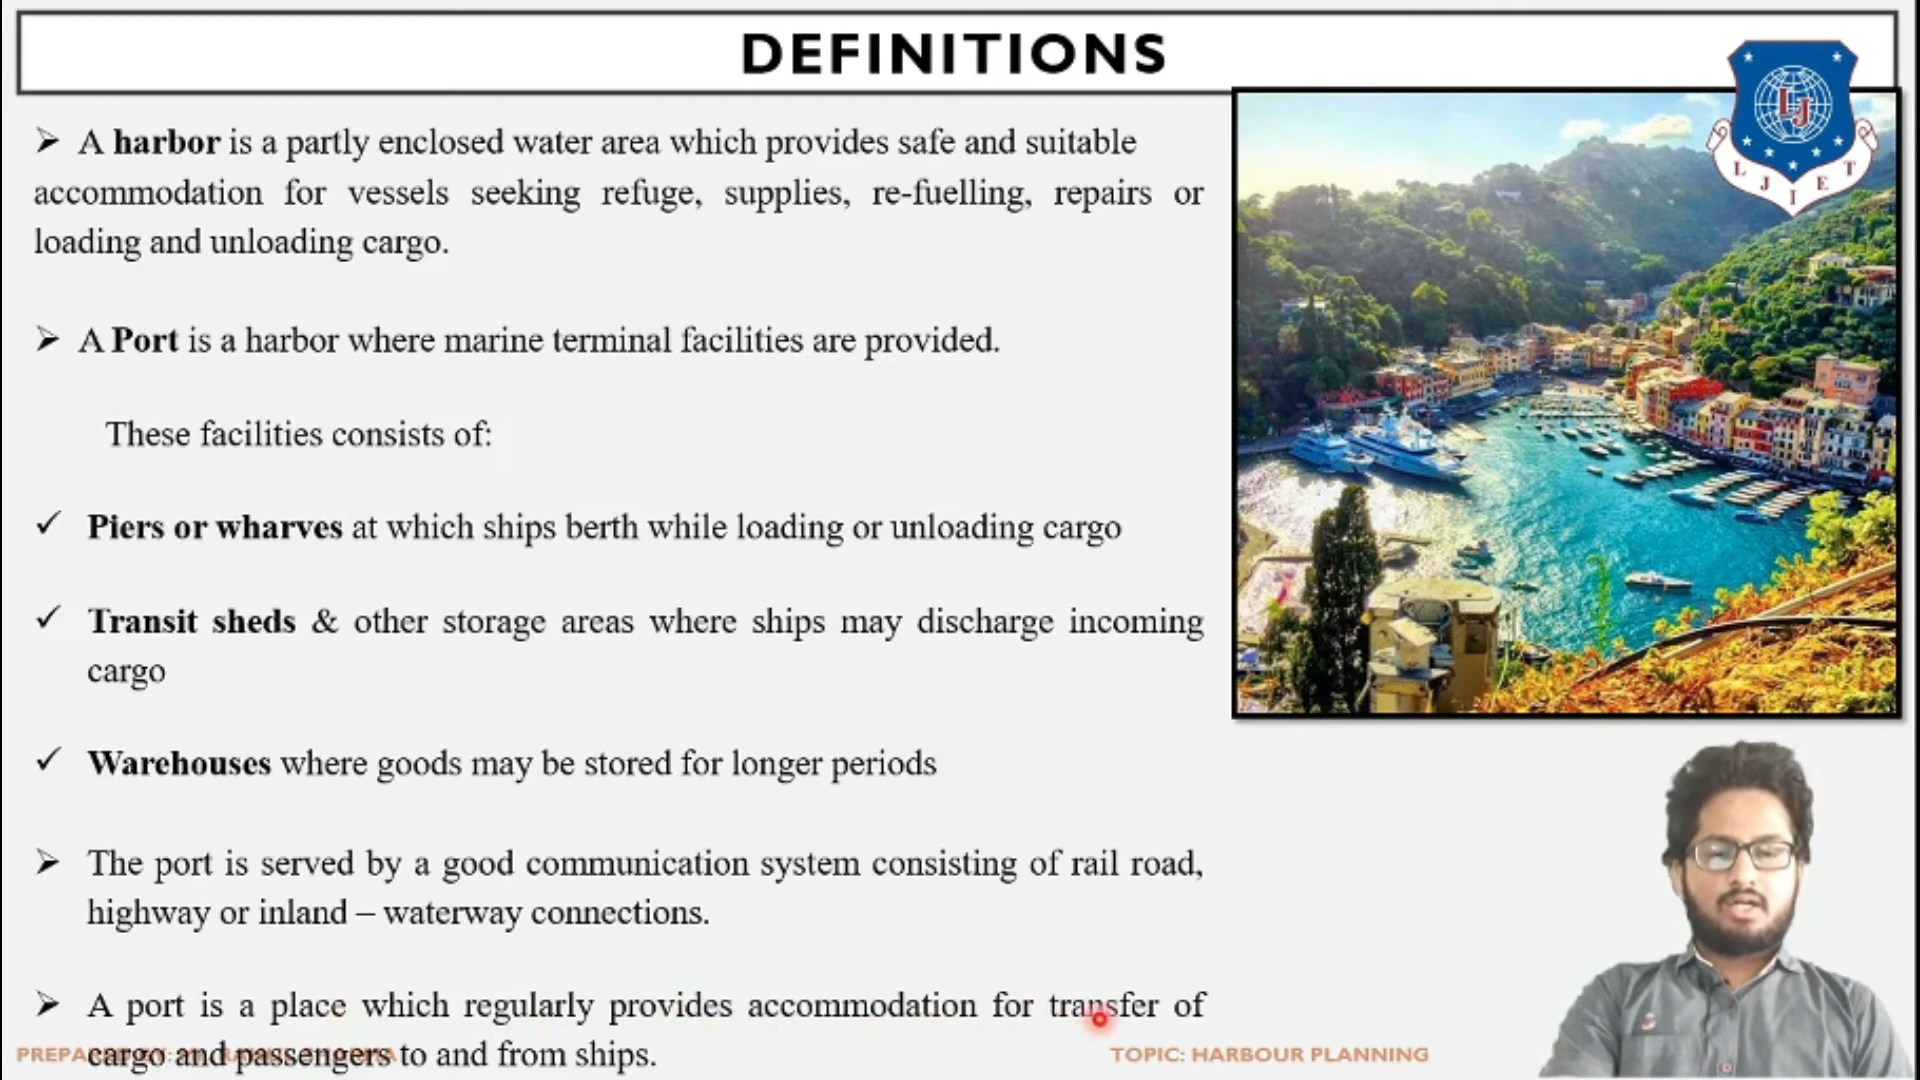 DEFINITIONS
➢ A harbor is a partly enclosed water area which provides safe and suitable
accommodation for vessels seeking refuge, supplies, re-fuelling, repairs or
loading and unloading cargo.
➢ A Port is a harbor where marine terminal facilities are provided.
These facilities consists of:
✓ Piers or wharves at which ships berth while loading or unloading cargo
✓ Transit sheds & other storage areas where ships may discharge incoming
cargo
✓ Warehouses where goods may be stored for longer periods
➢ The port is served by a good communication system consisting of rail road,
highway or inland – waterway connections.
➢ A port is a place which regularly provides accommodation for transfer of
cargo and passengers to and from ships.
PREPARED BY:
TOPIC: HARBOUR PLANNING
LJ
L J I E T